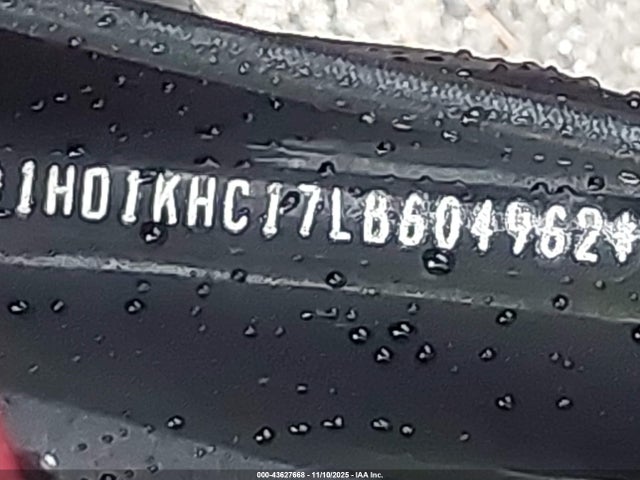 1HD1KHC17LB604962*
000-43627668 - 11/10/2025 - IAA Inc.